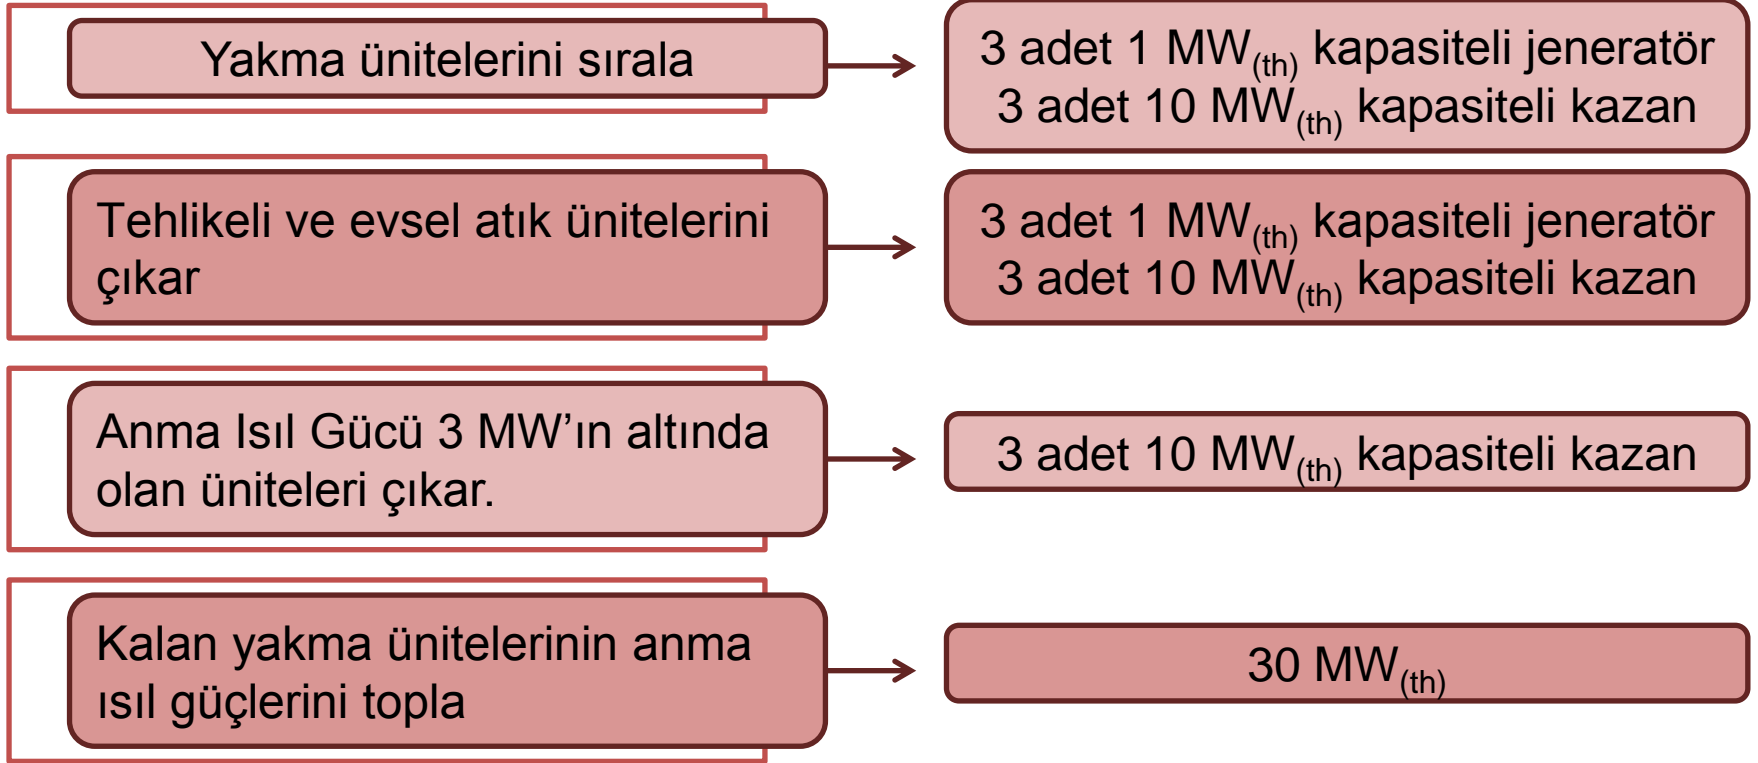 Yakma ünitelerini sırala
3 adet 1 MW(th) kapasiteli jeneratör
3 adet 10 MW(th) kapasiteli kazan
Tehlikeli ve evsel atık ünitelerini
çıkar
3 adet 1 MW(th) kapasiteli jeneratör
3 adet 10 MW(th) kapasiteli kazan
Anma Isıl Gücü 3 MW’ın altında
olan üniteleri çıkar.
3 adet 10 MW(th) kapasiteli kazan
Kalan yakma ünitelerinin anma
ısıl güçlerini topla
30 MW(th)